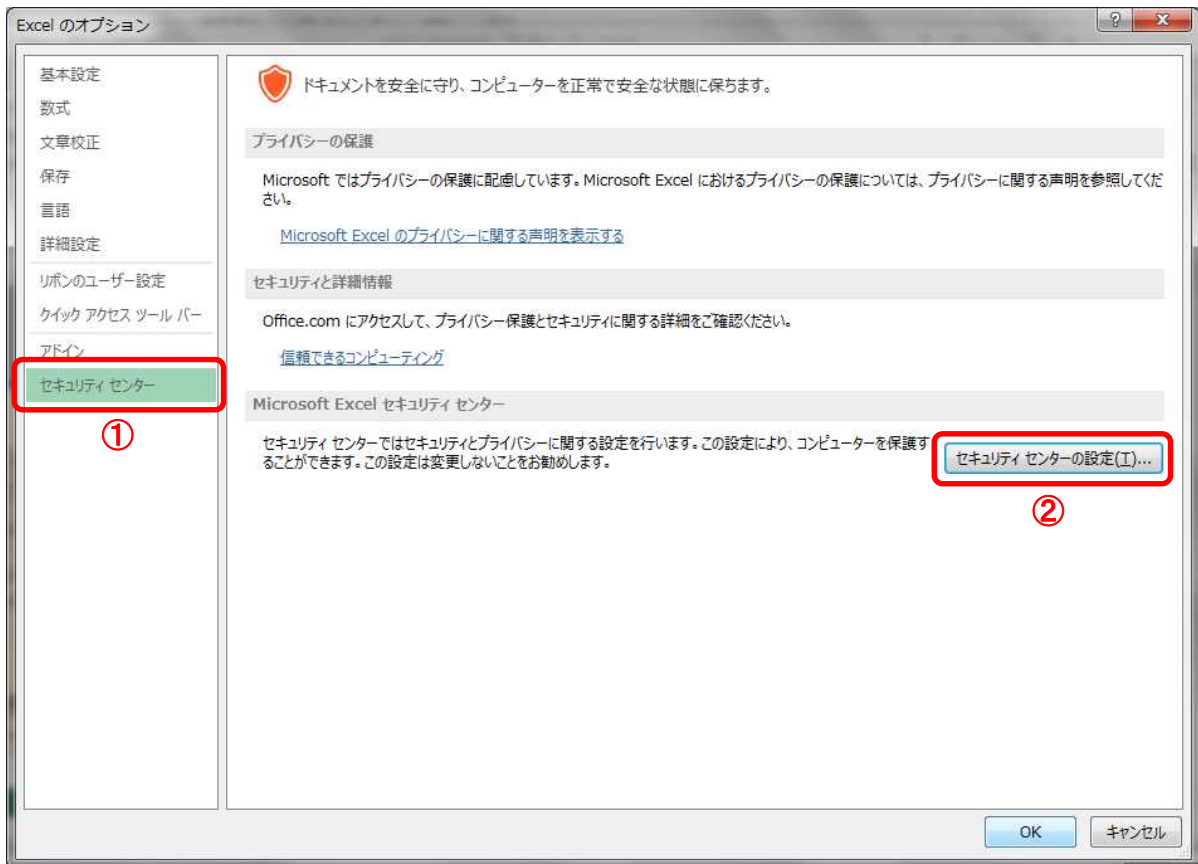 Excel のオプション
基本設定
数式
文章校正
保存
言語
詳細設定
リボンのユーザー設定
クイック アクセス ツール バー
アドイン
セキュリティ センター
①
ドキュメントを安全に守り、コンピューターを正常で安全な状態に保ちます。
プライバシーの保護
Microsoft ではプライバシーの保護に配慮しています。Microsoft Excel におけるプライバシーの保護については、プライバシーに関する声明を参照してくだ
さい。
Microsoft Excel のプライバシーに関する声明を表示する
セキュリティと詳細情報
Office.com にアクセスして、プライバシー保護とセキュリティに関する詳細をご確認ください。
信頼できるコンピューティング
Microsoft Excel セキュリティ センター
セキュリティ センターではセキュリティとプライバシーに関する設定を行います。この設定により、コンピューターを保護す
ることができます。この設定は変更しないことをお勧めします。
セキュリティ センターの設定(T)...
②
OK
キャンセル